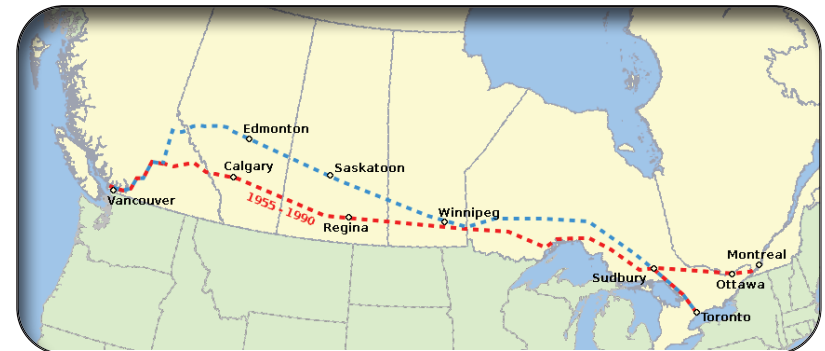 Edmonton
Calgary
Saskatoon
Vancouver
1955 - 1990
Regina
Winnipeg
Montreal
Sudbury
Ottawa
Toronto